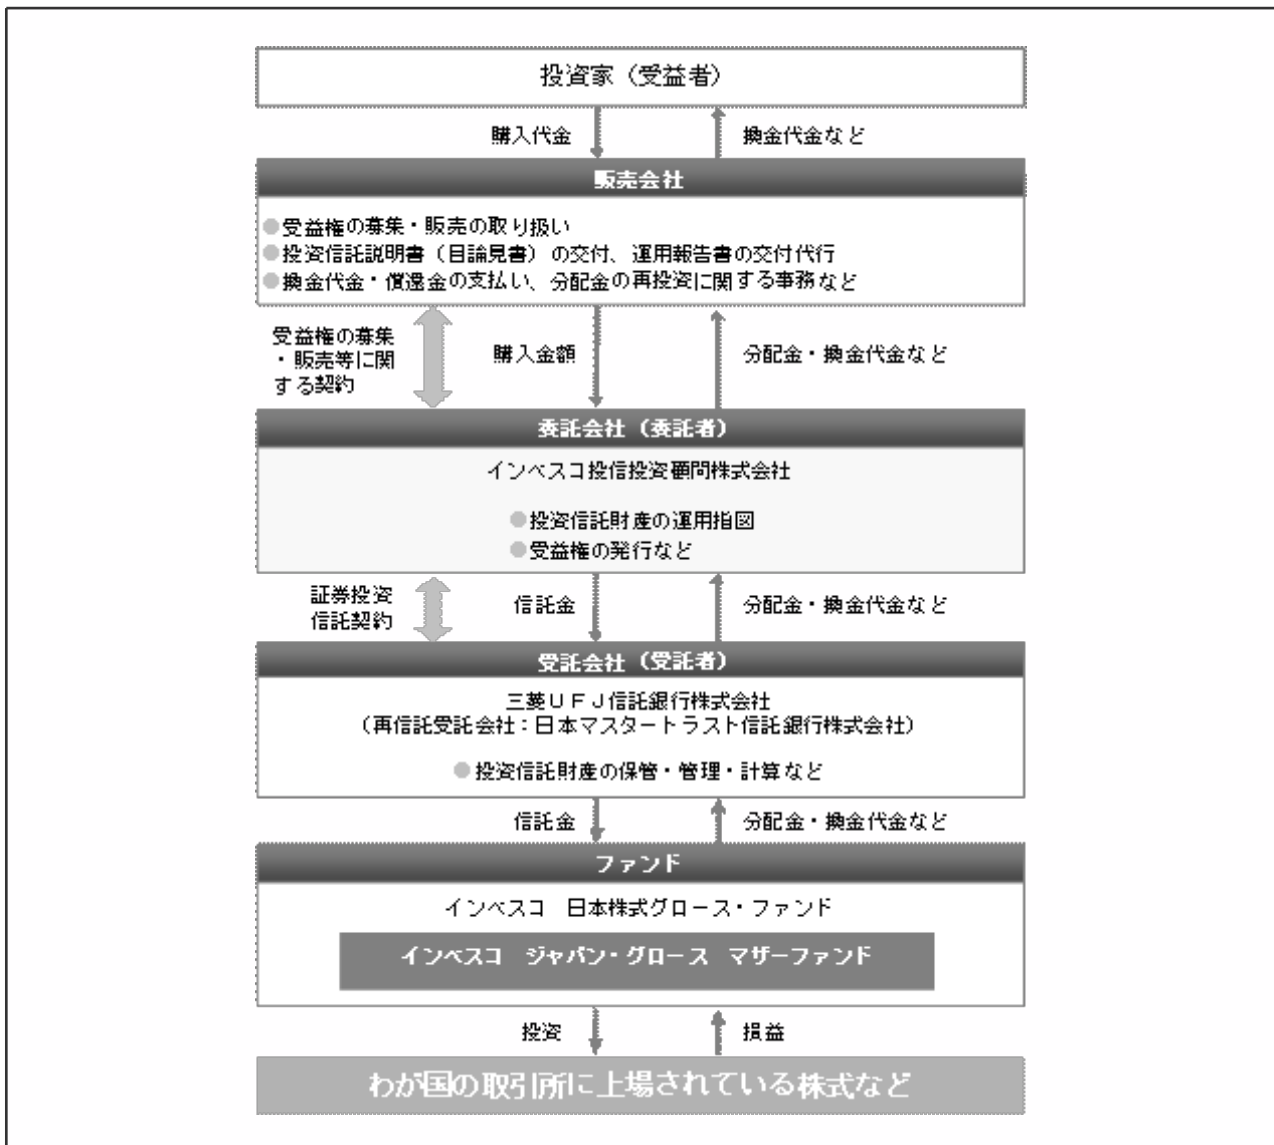 投資家（受益者）
購入代金
換金代金など
販売会社
●受益権の募集・販売の取り扱い
●投資信託説明書（目論見書）の交付、運用報告書の交付代行
●換金代金・償還金の支払い、分配金の再投資に関する事務など
受益権の募集
・販売等に関
する契約
購入金額
分配金・換金代金など
委託会社（委託者）
インベスコ投信投資顧問株式会社
●投資信託財産の運用指図
●受益権の発行など
証券投資
信託契約
信託金
分配金・換金代金など
受託会社（受託者）
三菱ＵＦＪ信託銀行株式会社
（再信託受託会社：日本マスタートラスト信託銀行株式会社）
●投資信託財産の保管・管理・計算など
信託金
分配金・換金代金など
ファンド
インベスコ　日本株式グロース・ファンド
インベスコ　ジャパン・グロース　マザーファンド
投資
損益
わが国の取引所に上場されている株式など